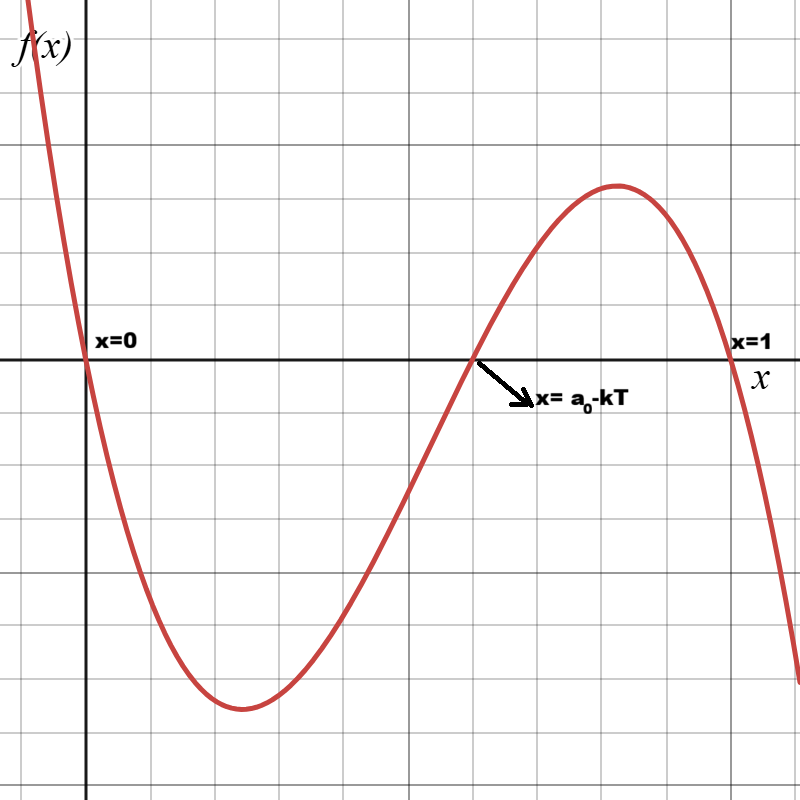 f(x)
x=0
x=1
x
x= a₀-kT